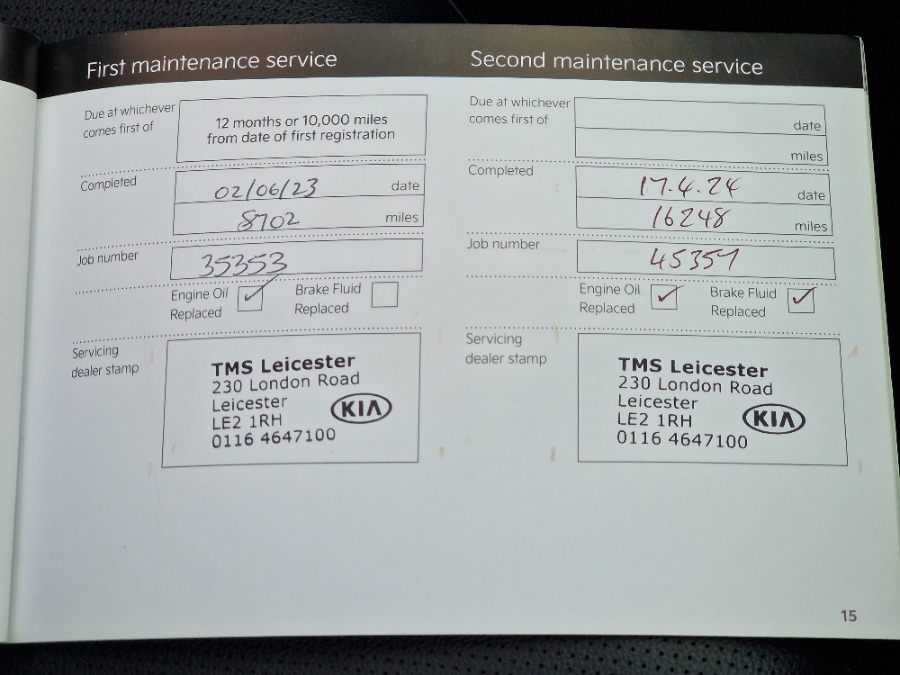 First maintenance service
Due at whichever
comes first of
12 months or 10,000 miles
from date of first registration
Completed
02/06/23 date
8702 miles
Job number
35353
Engine Oil
Replaced
Brake Fluid
Replaced
Servicing
dealer stamp
TMS Leicester
230 London Road
Leicester
LE2 1RH
0116 4647100
KIA
Second maintenance service
Due at whichever
comes first of
date
miles
Completed
17.4.24 date
16248 miles
Job number
Engine Oil
Replaced
Brake Fluid
Replaced
Servicing
dealer stamp
TMS Leicester
230 London Road
Leicester
LE2 1RH
0116 4647100
KIA
15